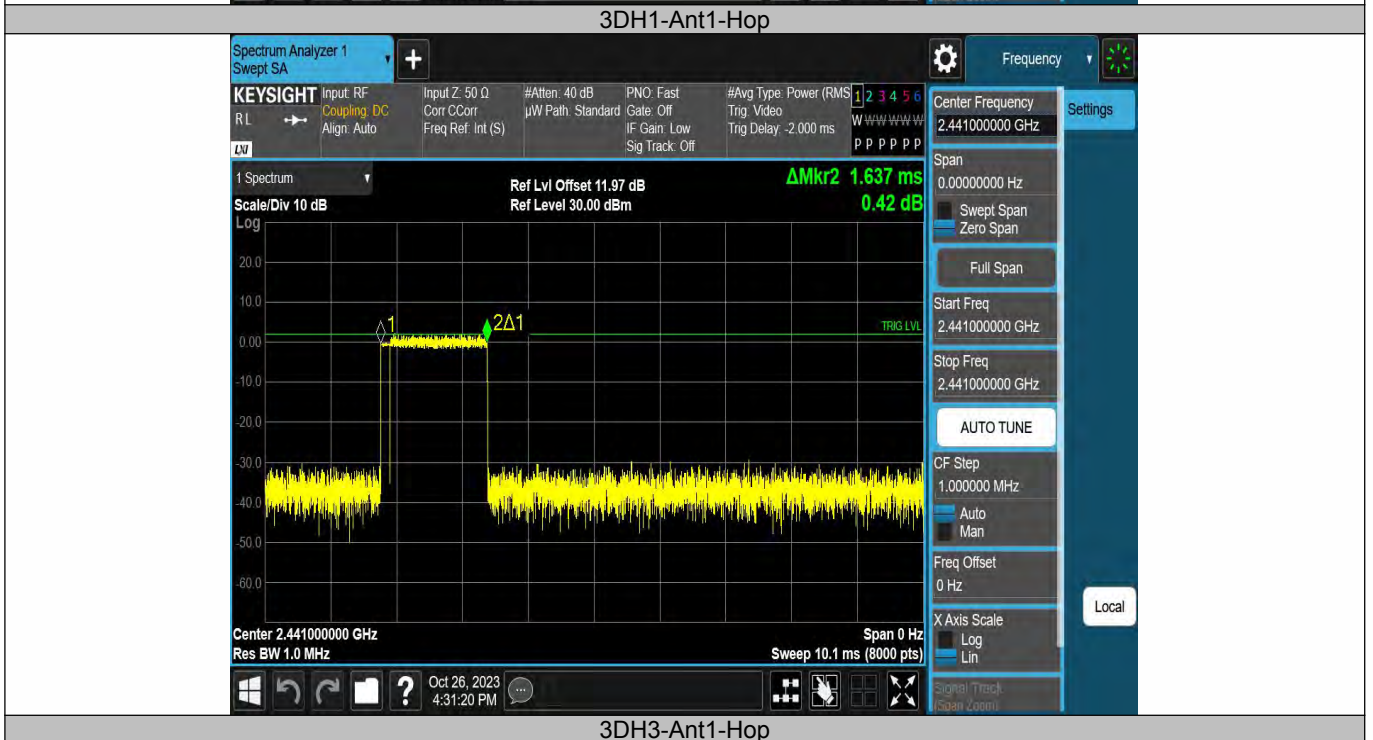 3DH1-Ant1-Hop
Spectrum Analyzer 1
Swept SA
+
Frequency
KEYSIGHT
RL
LXI
Input: RF
Coupling: DC
Align: Auto
Input Z: 50 Ω
Corr CCorr
Freq Ref: Int (S)
#Atten: 40 dB
µW Path: Standard
PNO: Fast
Gate: Off
IF Gain: Low
Sig Track: Off
#Avg Type: Power (RMS
Trig: Video
Trig Delay: -2.000 ms
1 2 3 4 5 6
W W W W W W
P P P P P P
1 Spectrum
Scale/Div 10 dB
Log
Ref Lvl Offset 11.97 dB
Ref Level 30.00 dBm
ΔMkr2 1.637 ms
0.42 dB
20.0
10.0
0.00
-10.0
-20.0
-30.0
-40.0
-50.0
-60.0
1
2Δ1
TRIG LVL
Center 2.441000000 GHz
Res BW 1.0 MHz
Span 0 Hz
Sweep 10.1 ms (8000 pts)
Center Frequency
2.441000000 GHz
Settings
Span
0.00000000 Hz
Swept Span
Zero Span
Full Span
Start Freq
2.441000000 GHz
Stop Freq
2.441000000 GHz
AUTO TUNE
CF Step
1.000000 MHz
Auto
Man
Freq Offset
0 Hz
X Axis Scale
Log
Lin
Signal Track
(Span Zoom)
Local
?
Oct 26, 2023
4:31:20 PM
3DH3-Ant1-Hop